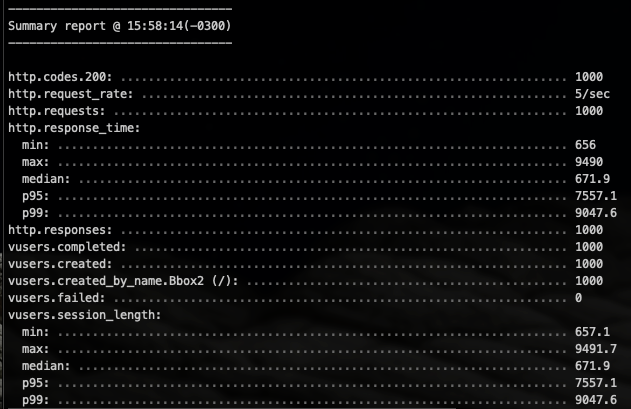 --------------------------------
Summary report @ 15:58:14(-0300)
--------------------------------
http.codes.200: ................................................................ 1000
http.request_rate: ............................................................. 5/sec
http.requests: ................................................................. 1000
http.response_time:
  min: ......................................................................... 656
  max: ......................................................................... 9490
  median: ...................................................................... 671.9
  p95: ......................................................................... 7557.1
  p99: ......................................................................... 9047.6
http.responses: ................................................................ 1000
vusers.completed: .............................................................. 1000
vusers.created: ................................................................ 1000
vusers.created_by_name.Bbox2 (/): .............................................. 1000
vusers.failed: ................................................................. 0
vusers.session_length:
  min: ......................................................................... 657.1
  max: ......................................................................... 9491.7
  median: ...................................................................... 671.9
  p95: ......................................................................... 7557.1
  p99: ......................................................................... 9047.6